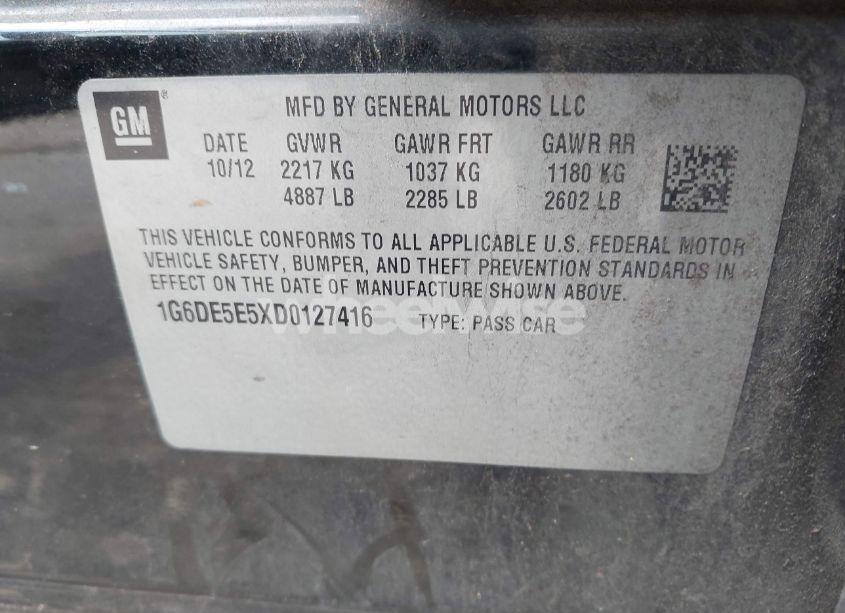 GM
MFD BY GENERAL MOTORS LLC
DATE GVWR GAWR FRT GAWR RR
10/12 2217 KG 1037 KG 1180 KG
4887 LB 2285 LB 2602 LB
THIS VEHICLE CONFORMS TO ALL APPLICABLE U.S. FEDERAL MOTOR
VEHICLE SAFETY, BUMPER, AND THEFT PREVENTION STANDARDS IN
EFFECT ON THE DATE OF MANUFACTURE SHOWN ABOVE.
1G6DE5E5XD0127416 TYPE: PASS CAR
wheelwire